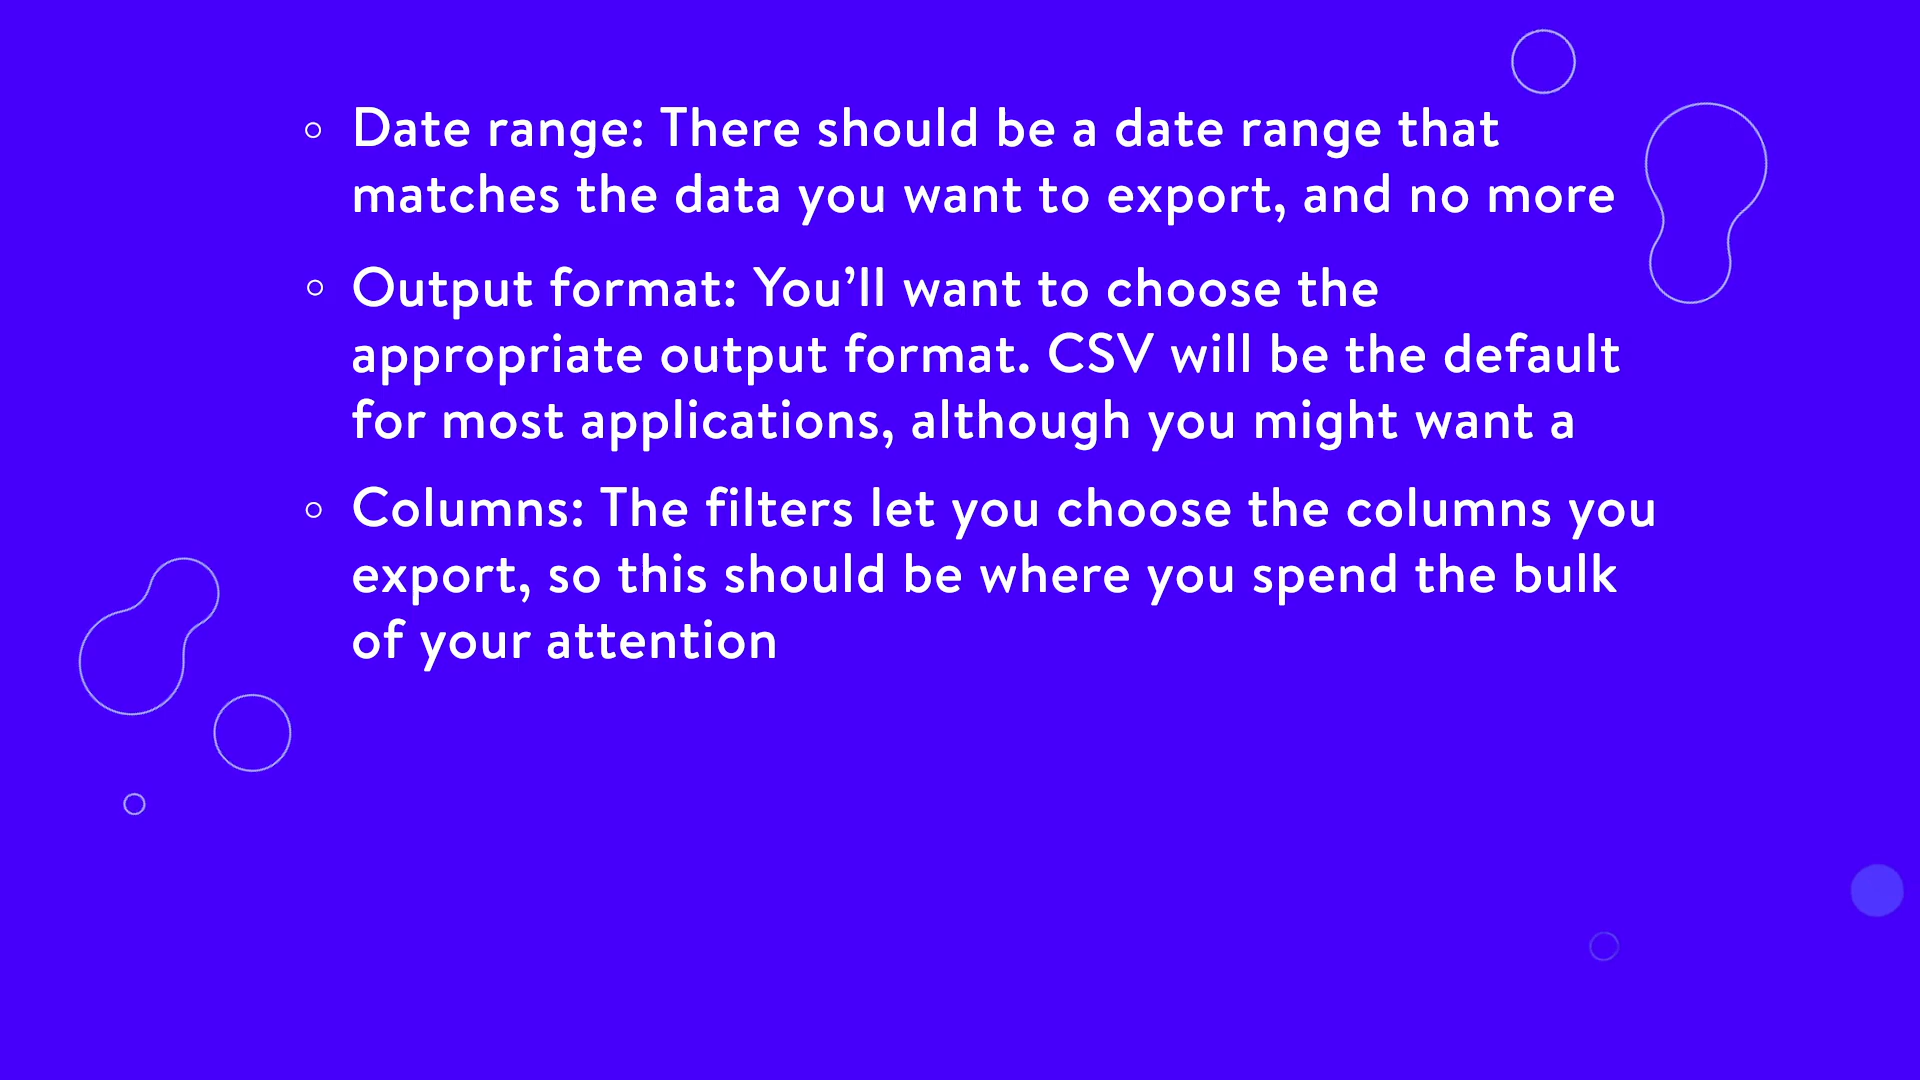 Date range: There should be a date range that
matches the data you want to export, and no more
Output format: You’ll want to choose the
appropriate output format. CSV will be the default
for most applications, although you might want a
Columns: The filters let you choose the columns you
export, so this should be where you spend the bulk
of your attention